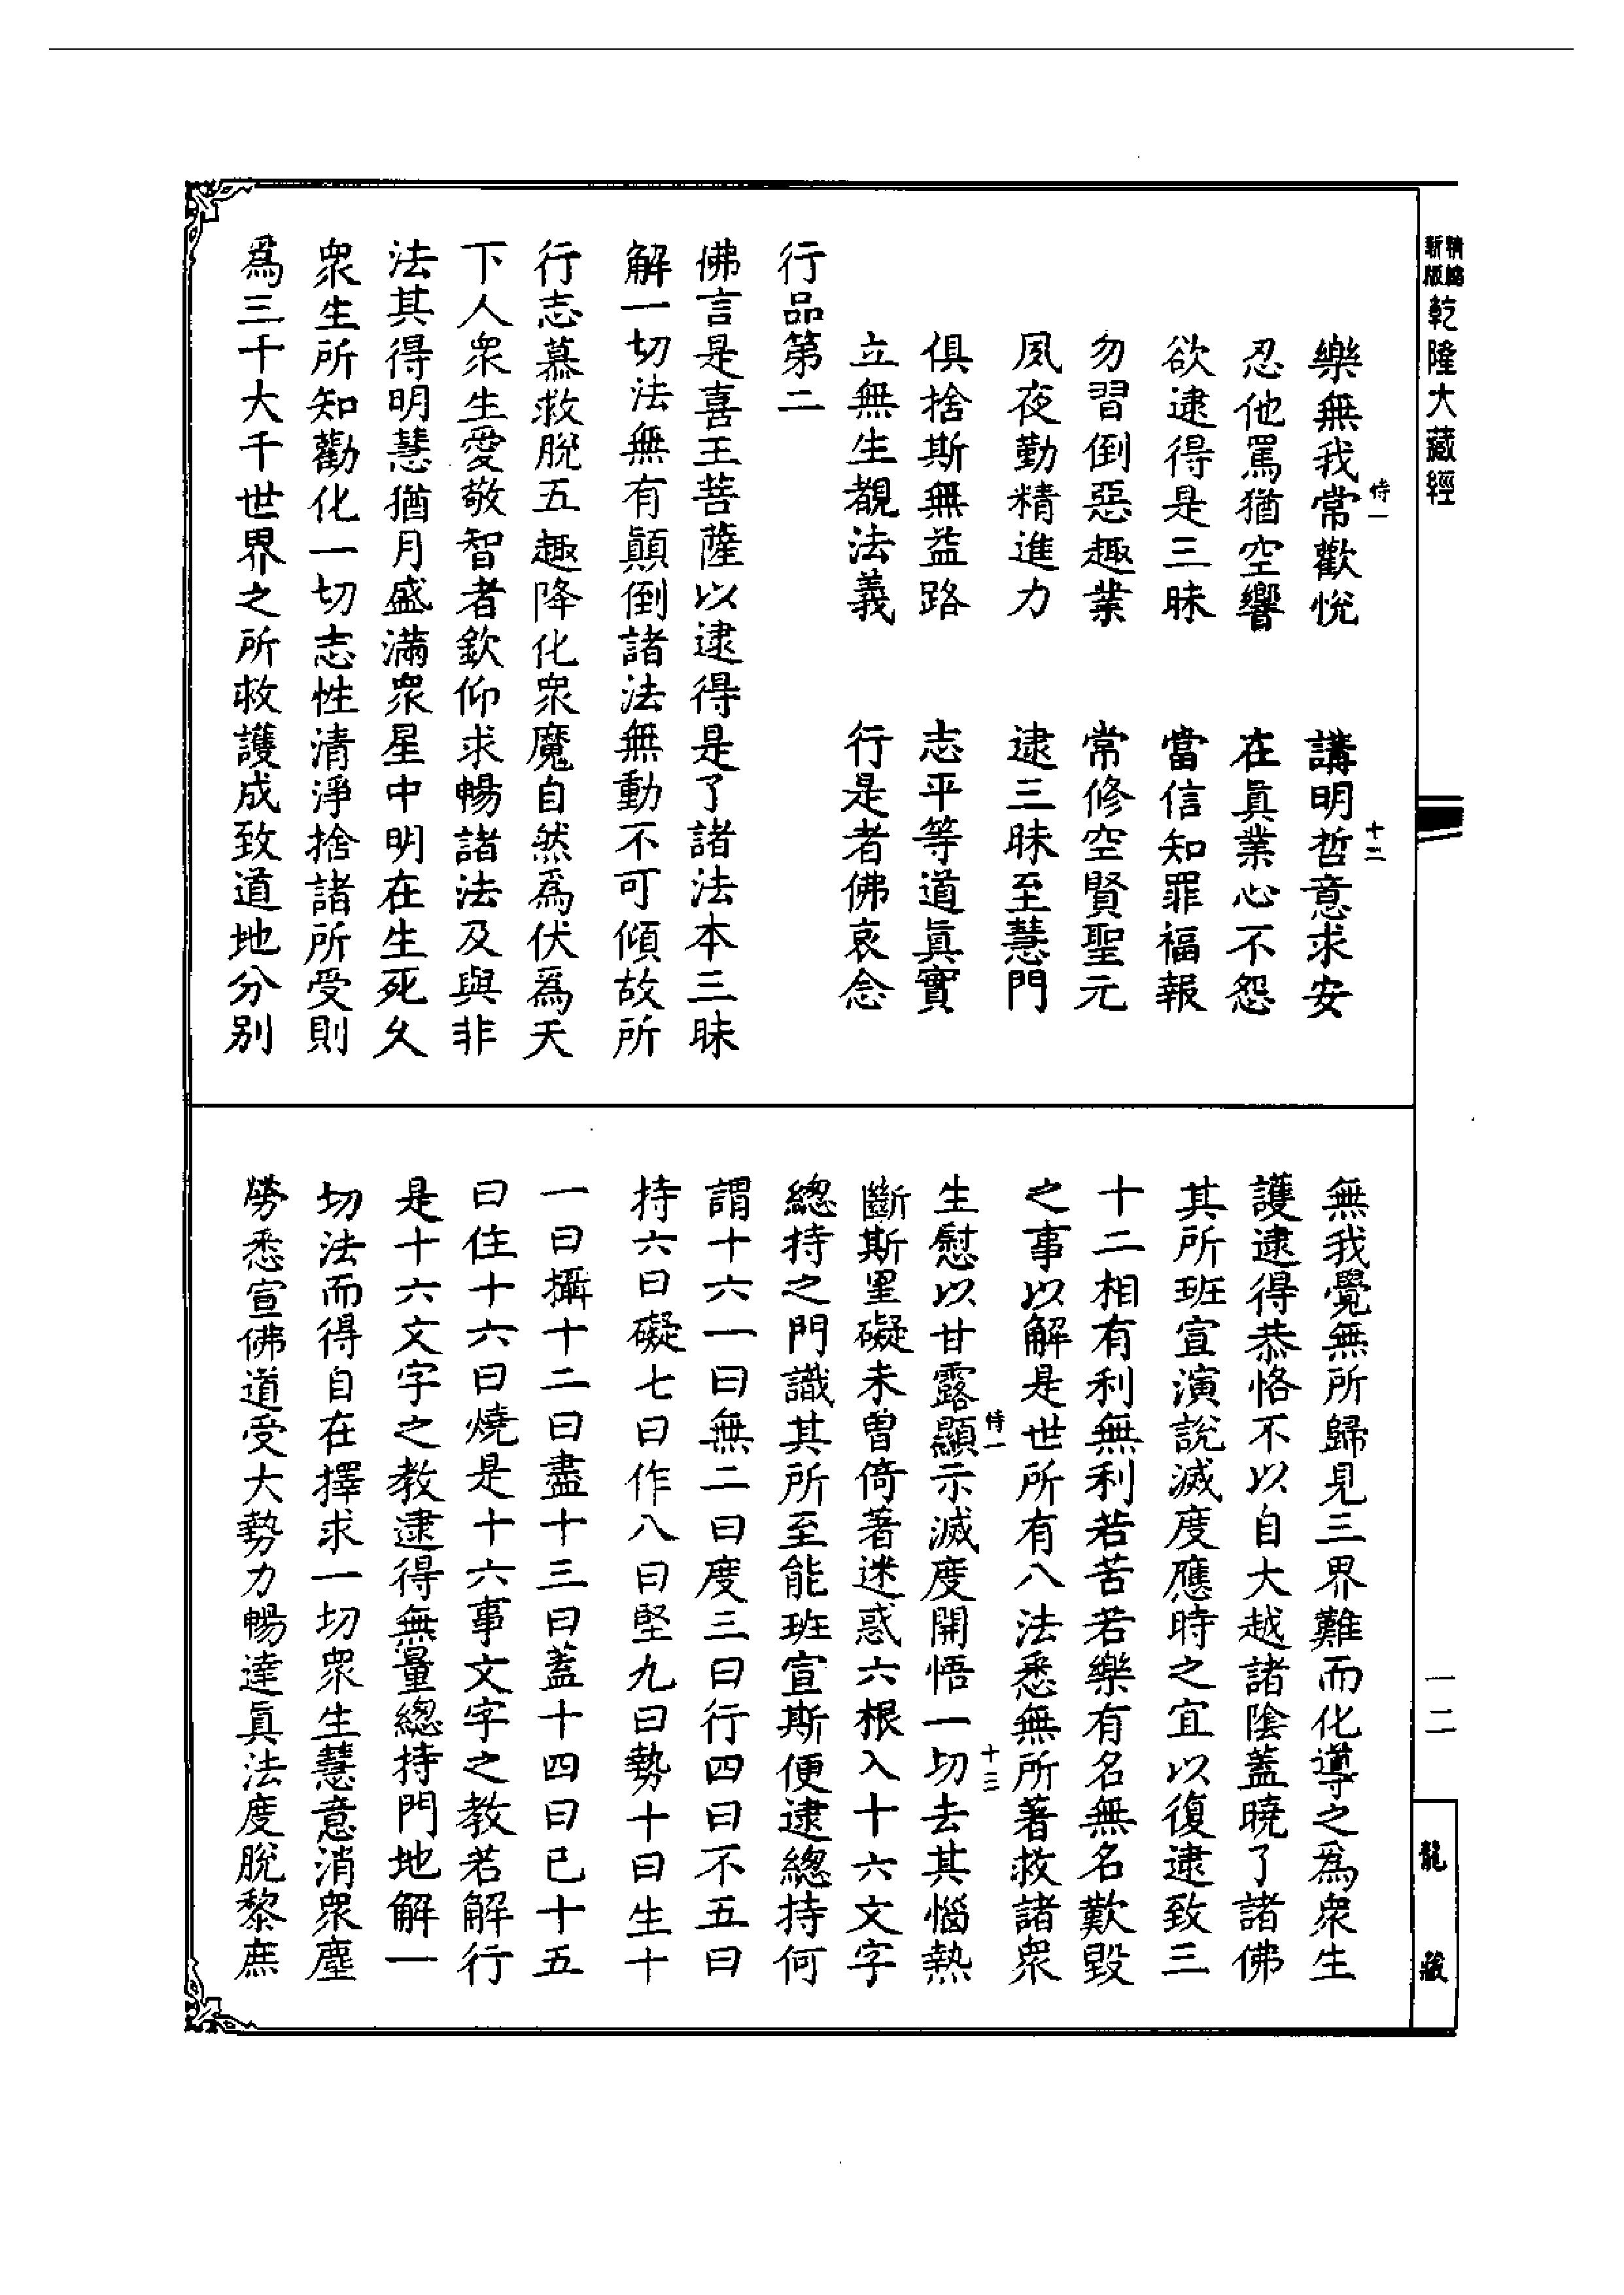 精編新版乾隆大藏經
樂無我常歡悅　講明哲意求安
侍一
十二
忍他罵猶空響　在眞業心不怨
欲逮得是三昧　當信知罪福報
勿習倒惡趣業　常修空賢聖元
夙夜勤精進力　逮三昧至慧門
俱捨斯無益路　志平等道眞實
立無生覩法義　行是者佛哀念
行品第二
佛言是喜王菩薩以逮得是了諸法本三昧
解一切法無有顚倒諸法無動不可傾故所
行志慕救脫五趣降化衆魔自然爲伏爲天
下人衆生愛敬智者欽仰求暢諸法及與非
法其得明慧猶月盛滿衆星中明在生死久
衆生所知勸化一切志性清淨捨諸所受則
爲三千大千世界之所救護成致道地分別
無我覺無所歸見三界難而化導之爲衆生
護逮得恭恪不以自大越諸陰蓋曉了諸佛
其所班宣演說滅度應時之宜以復逮致三
十二相有利無利若苦若樂有名無名歎毀
之事以解是世所有八法悉無所著救諸衆
生慰以甘露顯示滅度開悟一切去其惱熱
侍一
十三
斷斯罣礙未曾倚著迷惑六根入十六文字
總持之門識其所至能班宣斯便逮總持何
謂十六一曰無二曰度三曰行四曰不五曰
持六曰礙七曰作八曰堅九曰勢十曰生十
一曰攝十二曰盡十三曰蓋十四曰已十五
曰住十六曰燒是十六事文字之教若解行
是十六文字之教逮得無量總持門地解一
切法而得自在擇求一切衆生慧意消衆塵
勞悉宣佛道受大勢力暢達眞法度脫黎庶
一二
龍藏